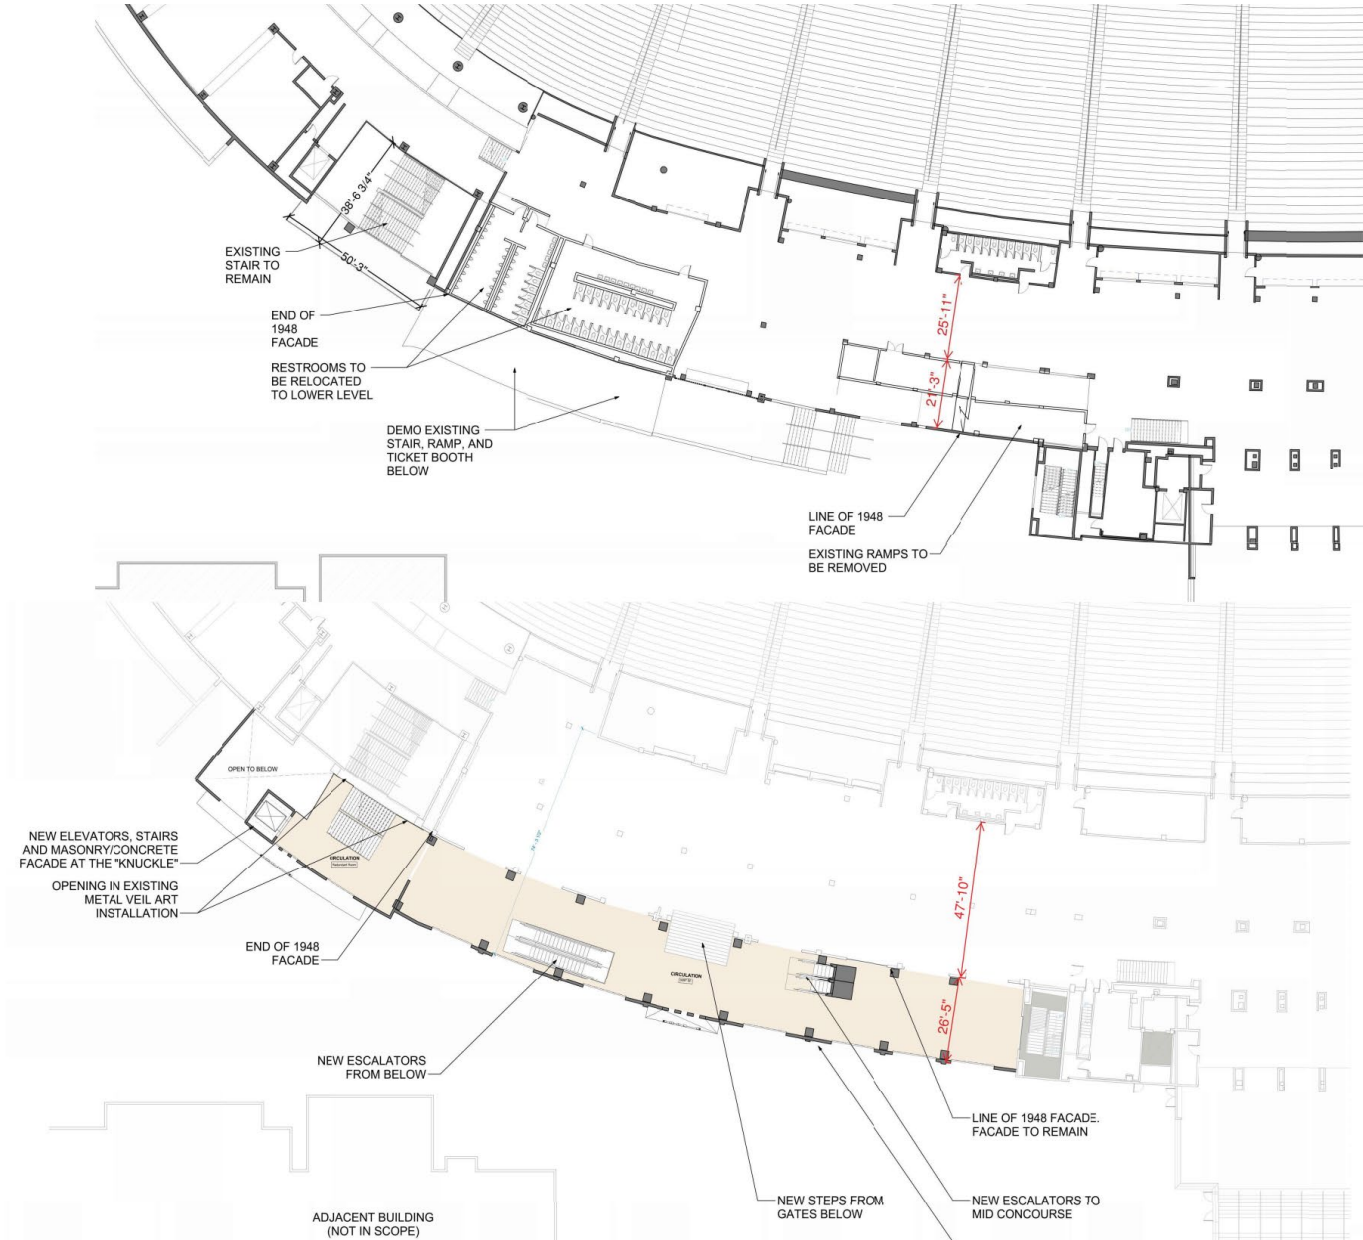 38'-6 3/4"
50'-3"
EXISTING
STAIR TO
REMAIN
END OF
1948
FACADE
RESTROOMS TO
BE RELOCATED
TO LOWER LEVEL
DEMO EXISTING
STAIR, RAMP, AND
TICKET BOOTH
BELOW
25'-11"
21'-3"
LINE OF 1948
FACADE
EXISTING RAMPS TO
BE REMOVED
OPEN TO BELOW
NEW ELEVATORS, STAIRS
AND MASONRY/CONCRETE
FACADE AT THE "KNUCKLE"
OPENING IN EXISTING
METAL VEIL ART
INSTALLATION
CIRCULATION
END OF 1948
FACADE
47'-10"
26'-5"
CIRCULATION
NEW ESCALATORS
FROM BELOW
LINE OF 1948 FACADE.
FACADE TO REMAIN
NEW STEPS FROM
GATES BELOW
NEW ESCALATORS TO
MID CONCOURSE
ADJACENT BUILDING
(NOT IN SCOPE)